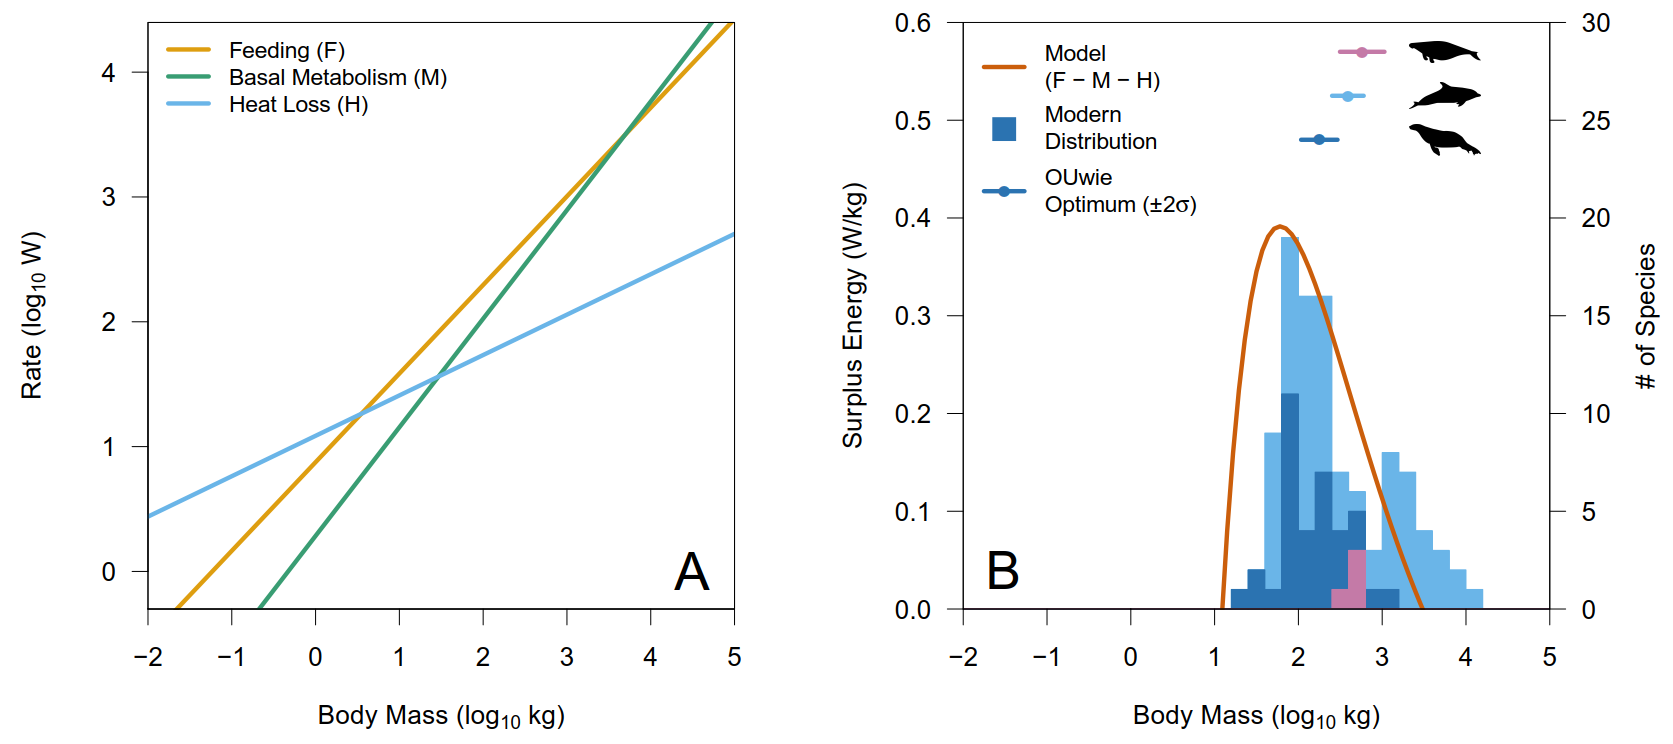 Feeding (F)
Basal Metabolism (M)
Heat Loss (H)
4
3
2
1
0
Rate (log10 W)
−2 −1 0 1 2 3 4 5
Body Mass (log10 kg)
A
Model
(F − M − H)
Modern
Distribution
OUwie
Optimum (±2σ)
0.6
0.5
0.4
0.3
0.2
0.1
0.0
Surplus Energy (W/kg)
30
25
20
15
10
5
0
# of Species
−2 −1 0 1 2 3 4 5
Body Mass (log10 kg)
B